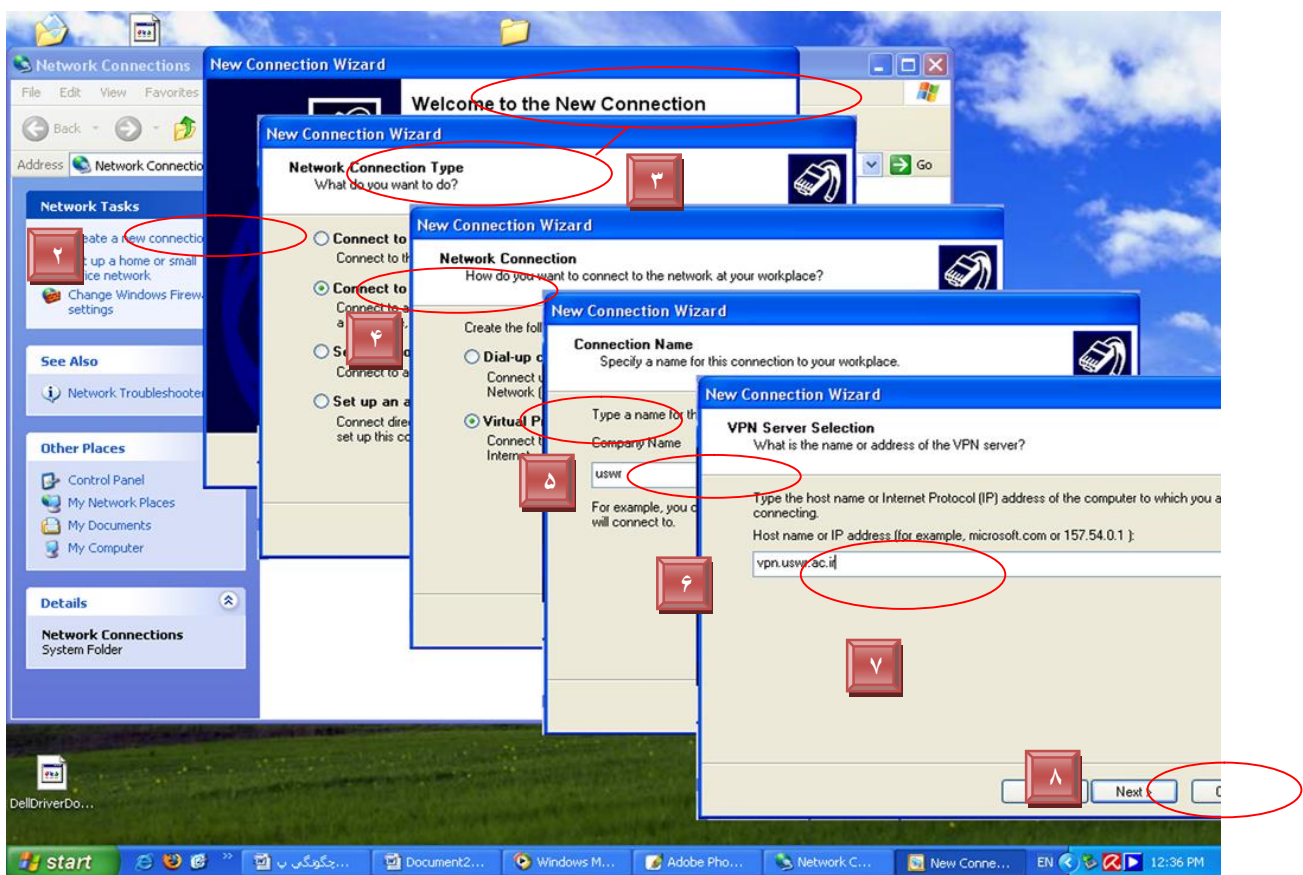 Network Connections
File Edit View Favorites
Back
Address Network Connectio
Go
Network Tasks
eate a new connectio
t up a home or small
ice network
Change Windows Firew
settings
See Also
Network Troubleshooter
Other Places
Control Panel
My Network Places
My Documents
My Computer
Details
Network Connections
System Folder
New Connection Wizard
Welcome to the New Connection
New Connection Wizard
Network Connection Type
What do you want to do?
Connect to
Connect to th
Connect to
Connect to a
a
Connect to a
Set up an a
Connect dire
set up this co
New Connection Wizard
Network Connection
How do you want to connect to the network at your workplace?
Create the foll
Dial-up c
Connect u
Network (
Virtual P
Connect t
Internet
New Connection Wizard
Connection Name
Specify a name for this connection to your workplace.
Type a name for th
Company Name
uswr
For example, you c
will connect to.
New Connection Wizard
VPN Server Selection
What is the name or address of the VPN server?
Type the host name or Internet Protocol (IP) address of the computer to which you a
connecting.
Host name or IP address (for example, microsoft.com or 157.54.0.1 ):
vpn.uswr.ac.ir
Next >
C
۲
۳
۴
۵
۶
۷
۸
DellDriverDo...
start
چگونگی ب...
Document2...
Windows M...
Adobe Pho...
Network C...
New Conne...
EN
12:36 PM